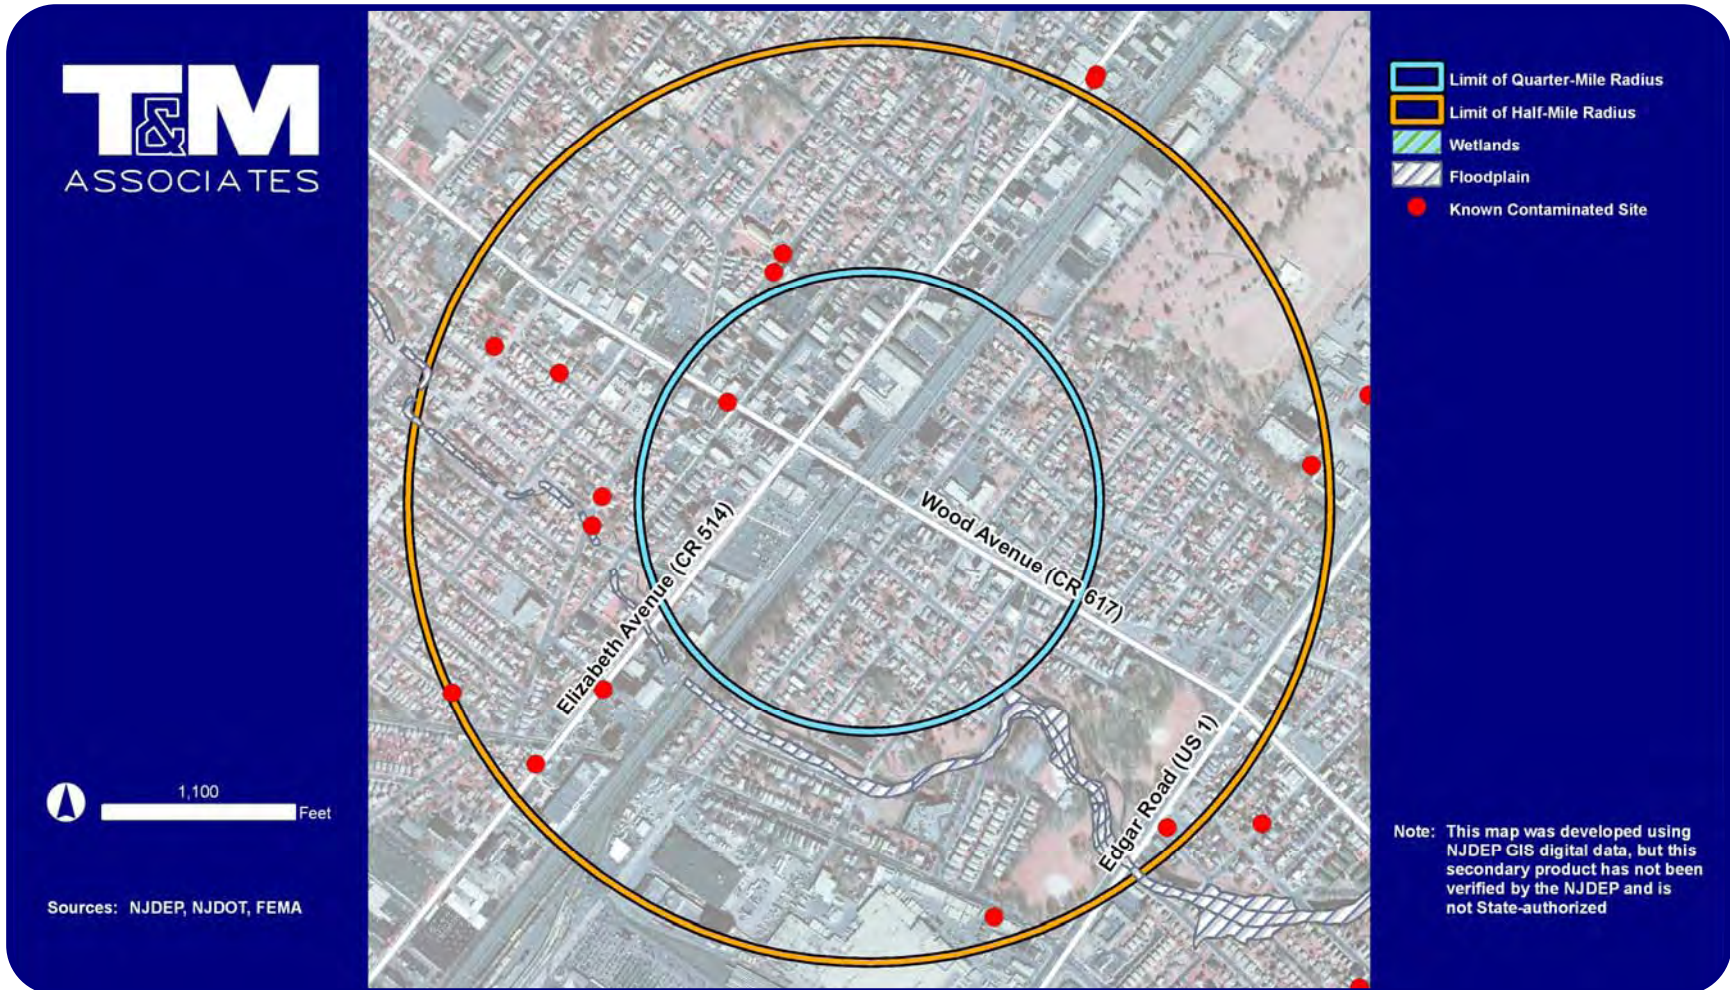 T&M
ASSOCIATES
Limit of Quarter-Mile Radius
Limit of Half-Mile Radius
Wetlands
Floodplain
Known Contaminated Site
Elizabeth Avenue (CR 514)
Wood Avenue (CR 617)
Edgar Road (US 1)
1,100
Feet
Sources: NJDEP, NJDOT, FEMA
Note: This map was developed using
NJDEP GIS digital data, but this
secondary product has not been
verified by the NJDEP and is
not State-authorized